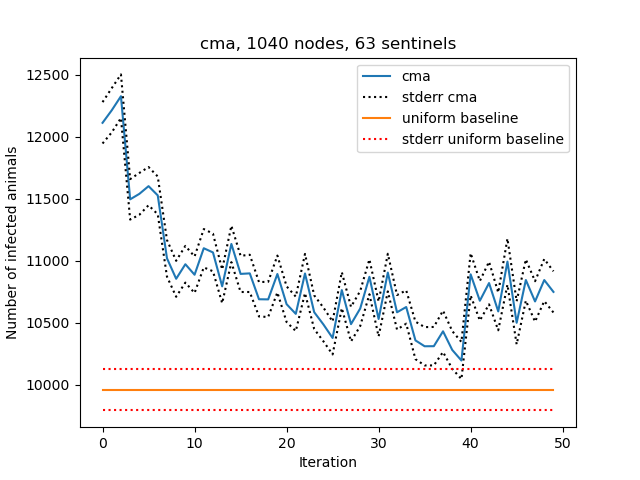 cma, 1040 nodes, 63 sentinels
cma
stderr cma
uniform baseline
stderr uniform baseline
Number of infected animals
12500
12000
11500
11000
10500
10000
0 10 20 30 40 50
Iteration